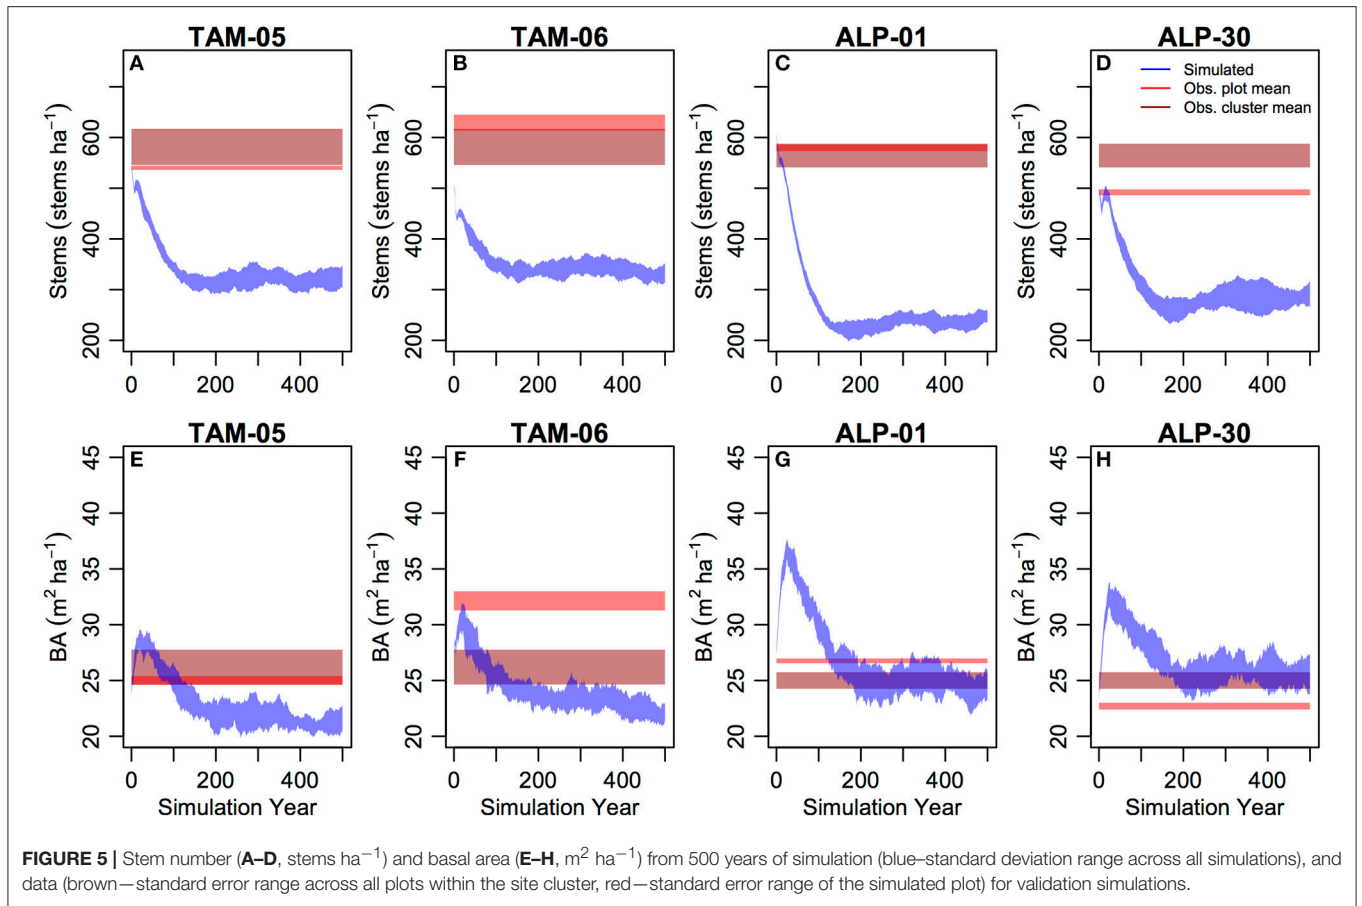 TAM-05 TAM-06 ALP-01 ALP-30
A B C D
Simulated
Obs. plot mean
Obs. cluster mean
Stems ( stems ha−1) Stems ( stems ha−1) Stems ( stems ha−1) Stems ( stems ha−1)
600 600 600 600
400 400 400 400
200 200 200 200
0 200 400 0 200 400 0 200 400 0 200 400
TAM-05 TAM-06 ALP-01 ALP-30
E F G H
BA (m2 ha−1) BA (m2 ha−1) BA (m2 ha−1) BA (m2 ha−1)
45 45 45 45
40 40 40 40
35 35 35 35
30 30 30 30
25 25 25 25
20 20 20 20
0 200 400 0 200 400 0 200 400 0 200 400
Simulation Year Simulation Year Simulation Year Simulation Year
FIGURE 5 | Stem number (A–D, stems ha−1) and basal area (E–H, m2 ha−1) from 500 years of simulation (blue–standard deviation range across all simulations), and
data (brown—standard error range across all plots within the site cluster, red—standard error range of the simulated plot) for validation simulations.